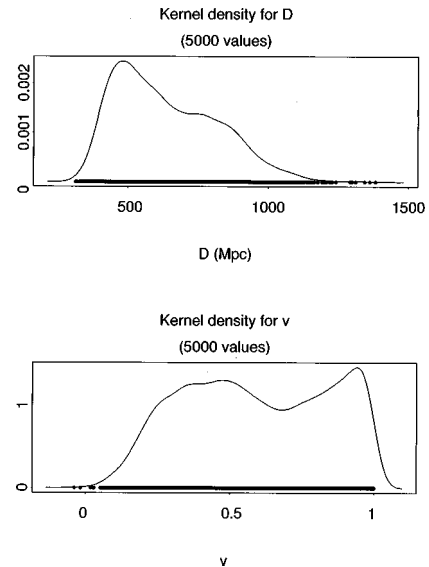 Kernel density for D
(5000 values)
0.002
0.001
0
500
1000
1500
D (Mpc)
Kernel density for v
(5000 values)
1
0
0
0.5
1
v